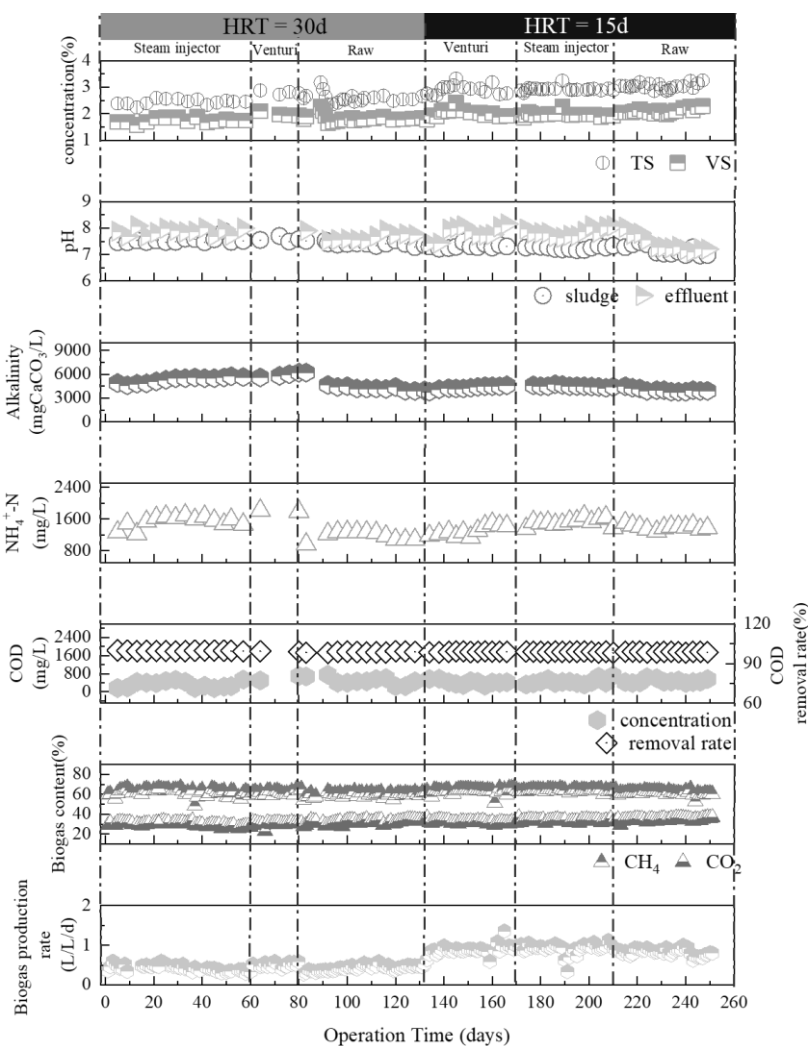 HRT = 30d HRT = 15d
Steam injector Venturi Raw Venturi Steam injector Raw
4
3
2
1
concentration(%)
TS VS
9
8
7
6
pH
sludge effluent
9000
6000
3000
0
Alkalinity
(mgCaCO₃/L)
2400
1600
800
NH₄⁺-N
(mg/L)
2400
1600
800
0
COD
(mg/L)
120
90
60
COD
removal rate(%)
concentration
removal rate
80
60
40
20
Biogas content(%)
CH₄ CO₂
2
1
0
Biogas production
rate
(L/L/d)
0 20 40 60 80 100 120 140 160 180 200 220 240 260
Operation Time (days)